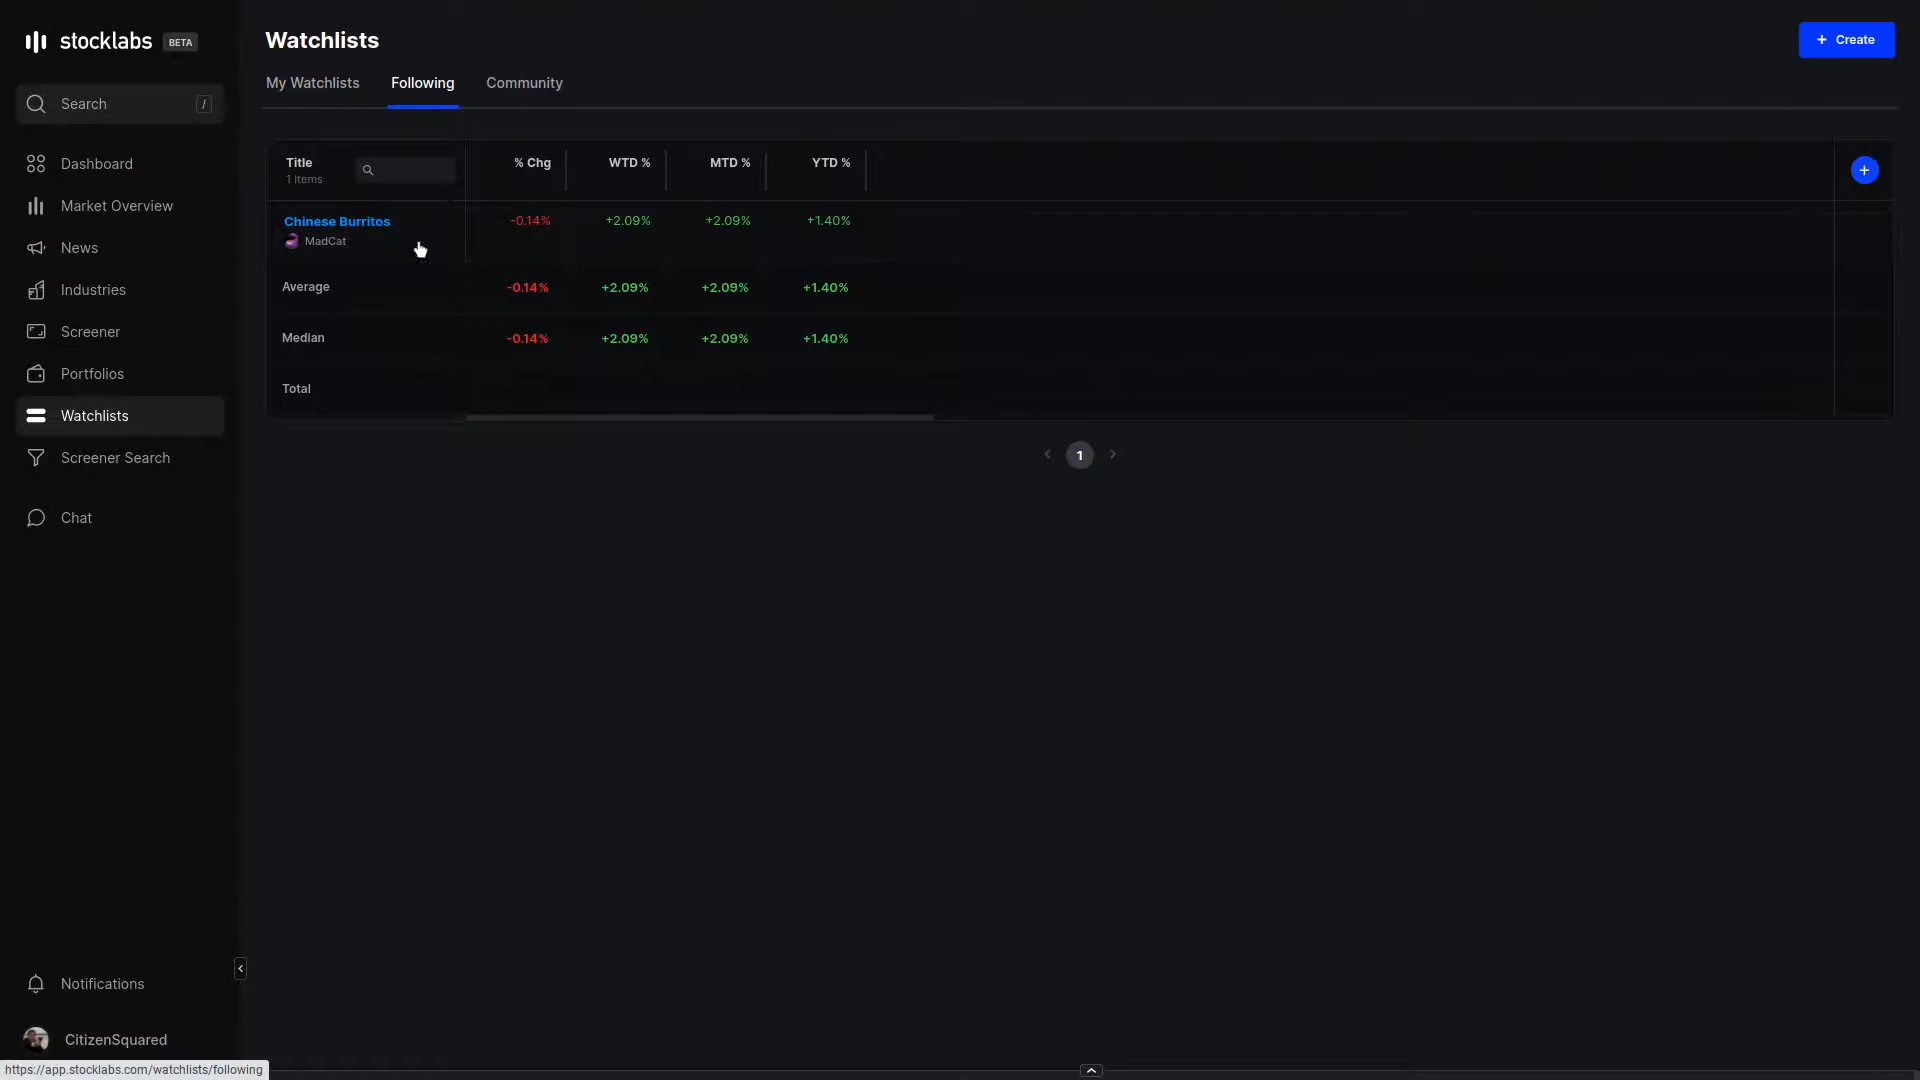 stocklabs BETA
Search /
Dashboard
Market Overview
News
Industries
Screener
Portfolios
Watchlists
Screener Search
Chat
Notifications
CitizenSquared
https://app.stocklabs.com/watchlists/following
Watchlists
+ Create
My Watchlists Following Community
Title % Chg WTD % MTD % YTD %
1 Items
Chinese Burritos -0.14% +2.09% +2.09% +1.40%
MadCat
Average -0.14% +2.09% +2.09% +1.40%
Median -0.14% +2.09% +2.09% +1.40%
Total
1